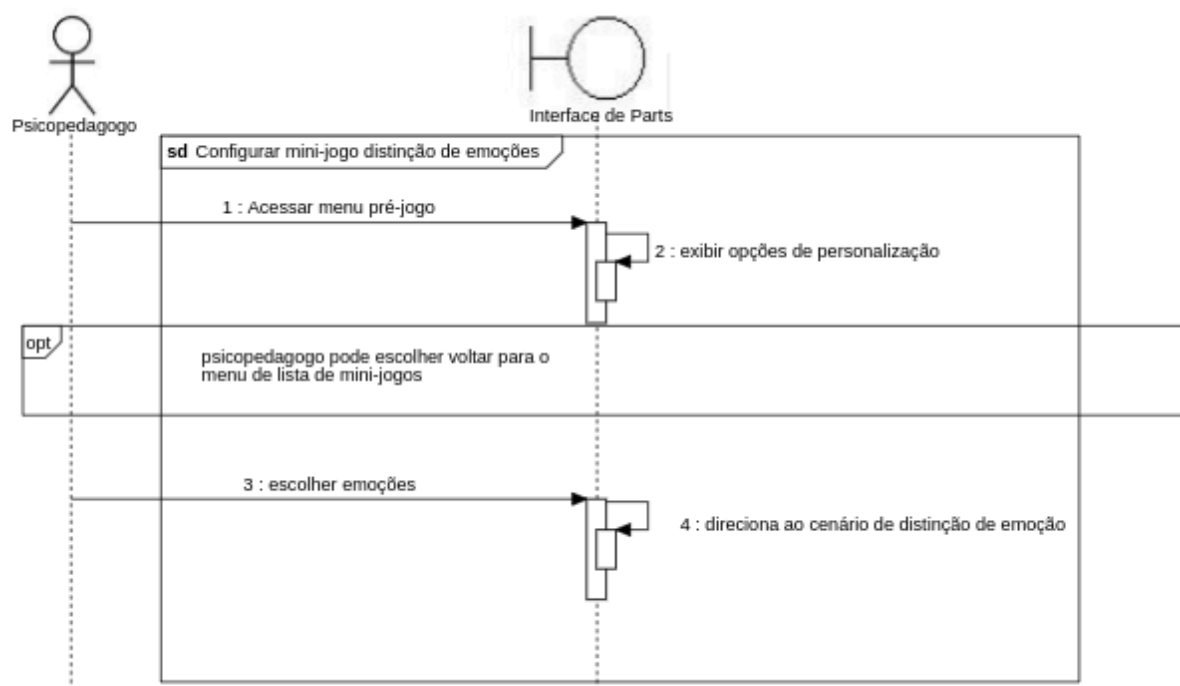 Psicopedagogo
Interface de Parts
sd Configurar mini-jogo distinção de emoções
1 : Acessar menu pré-jogo
2 : exibir opções de personalização
opt
psicopedagogo pode escolher voltar para o
menu de lista de mini-jogos
3 : escolher emoções
4 : direciona ao cenário de distinção de emoção